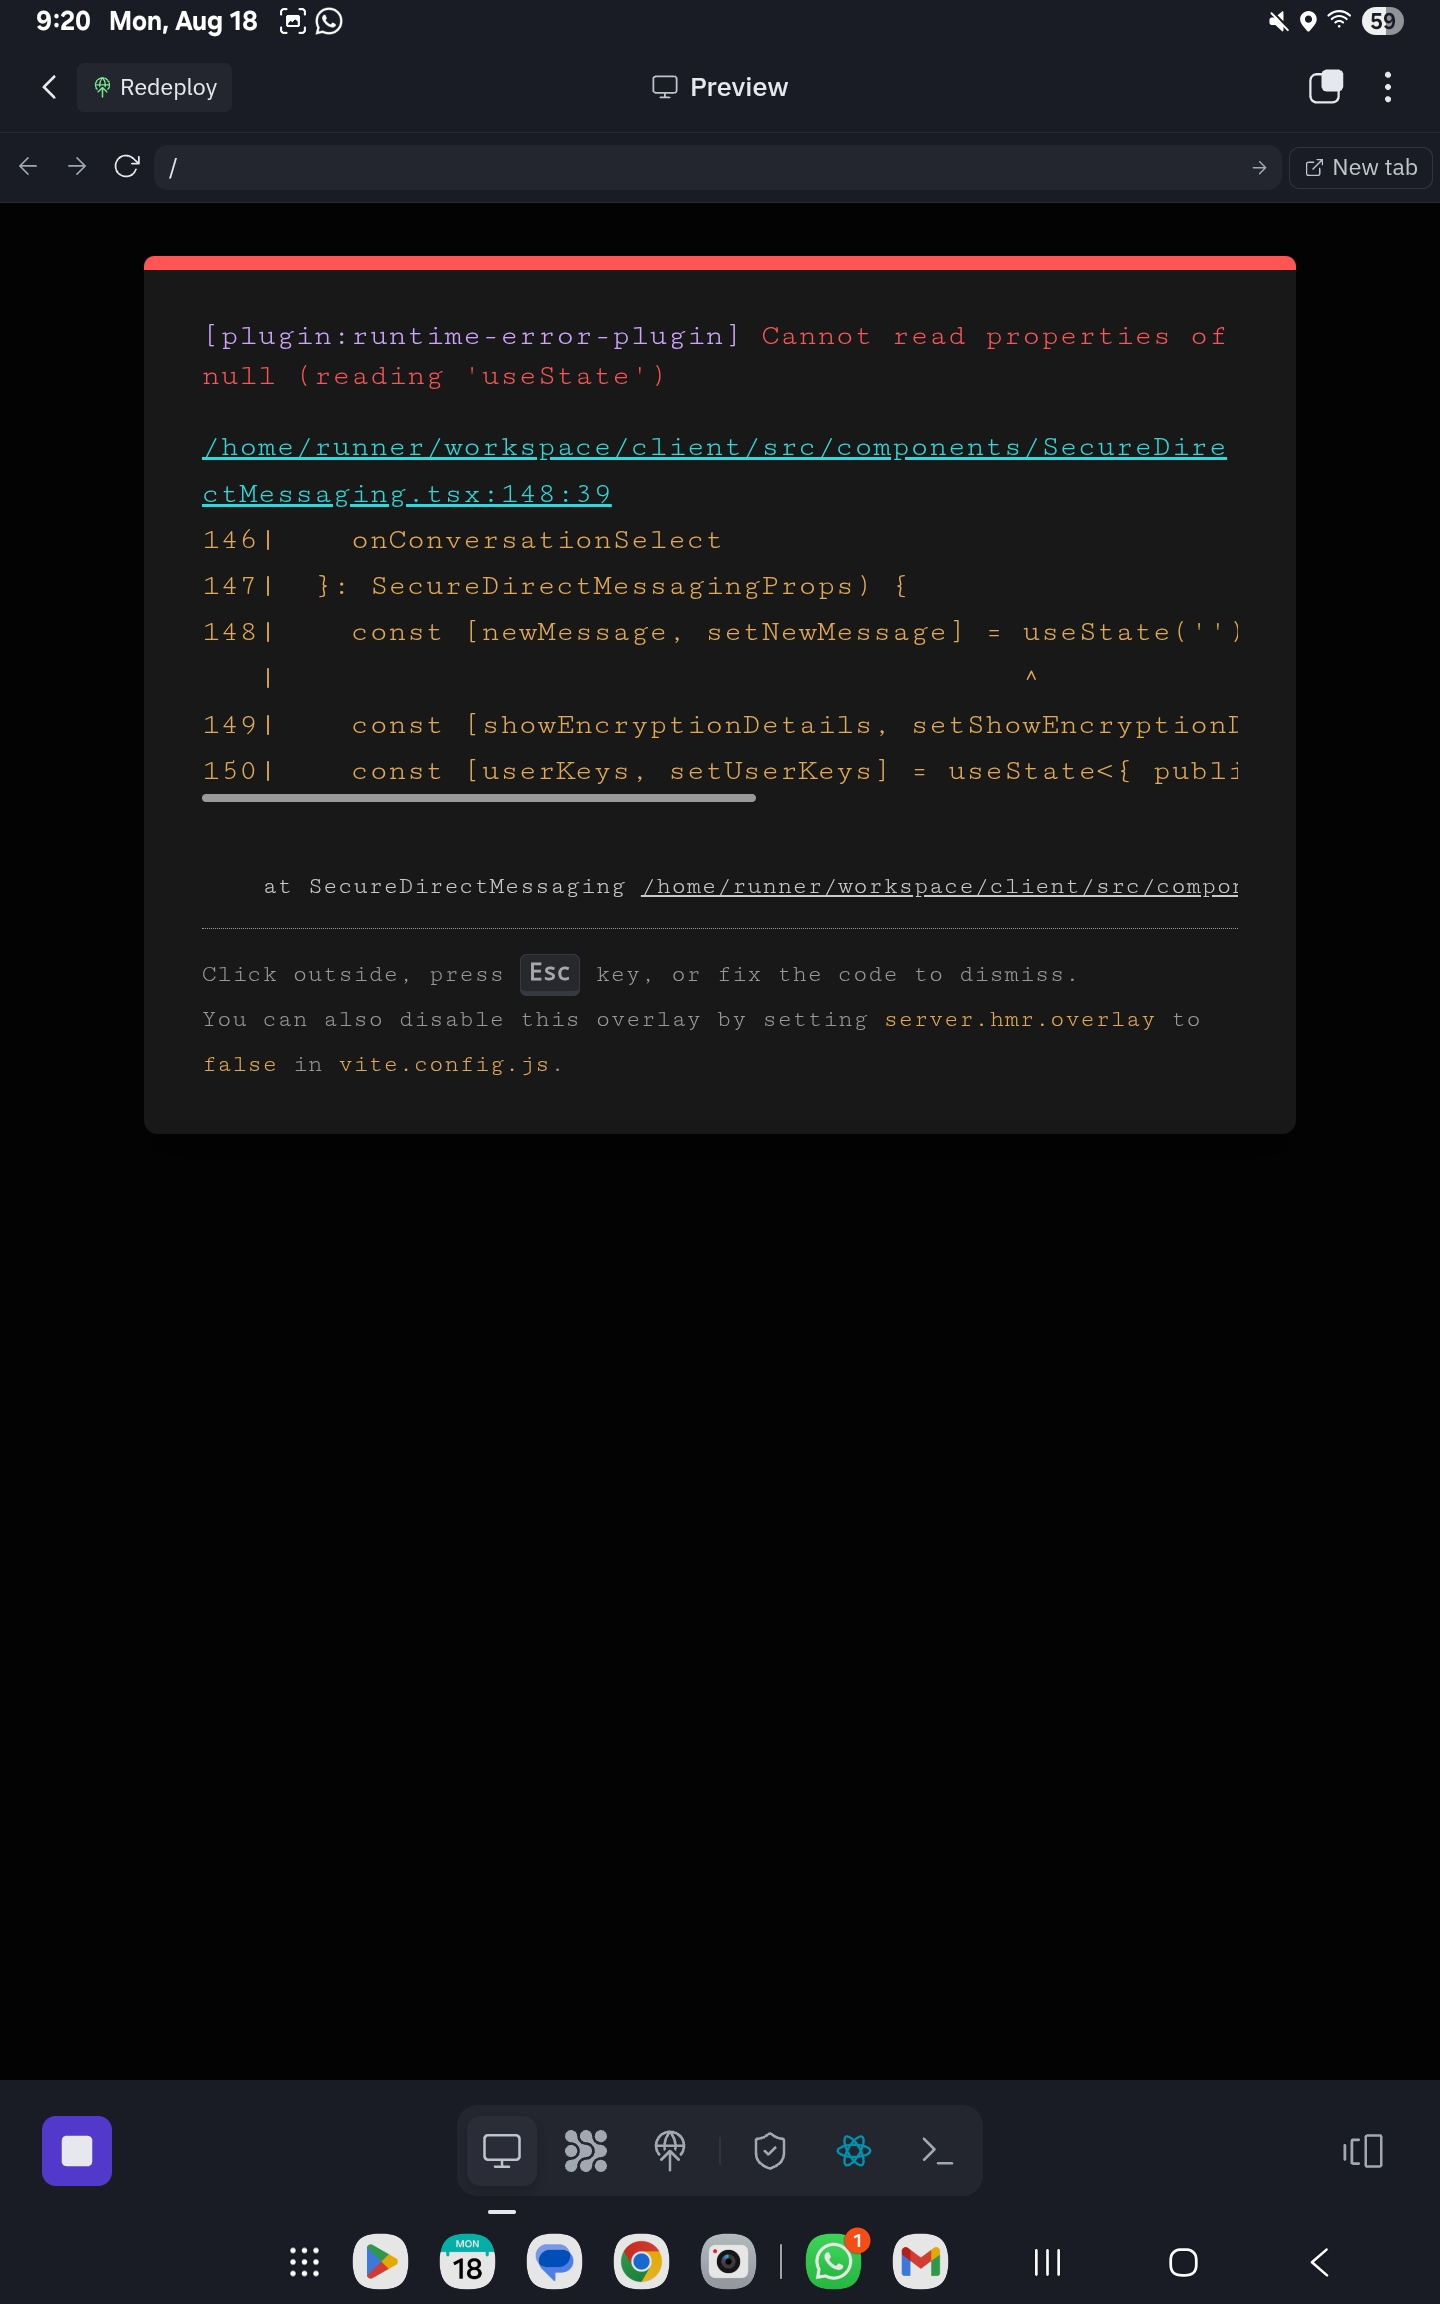 9:20 Mon, Aug 18
59
Redeploy
Preview
/
New tab
[plugin:runtime-error-plugin] Cannot read properties of
null (reading 'useState')
/home/runner/workspace/client/src/components/SecureDire
ctMessaging.tsx:148:39
146|    onConversationSelect
147|  }: SecureDirectMessagingProps) {
148|    const [newMessage, setNewMessage] = useState('')
|                                       ^
149|    const [showEncryptionDetails, setShowEncryptionD
150|    const [userKeys, setUserKeys] = useState<{ publi
at SecureDirectMessaging /home/runner/workspace/client/src/compon
Click outside, press Esc key, or fix the code to dismiss.
You can also disable this overlay by setting server.hmr.overlay to
false in vite.config.js.
MON
18
1